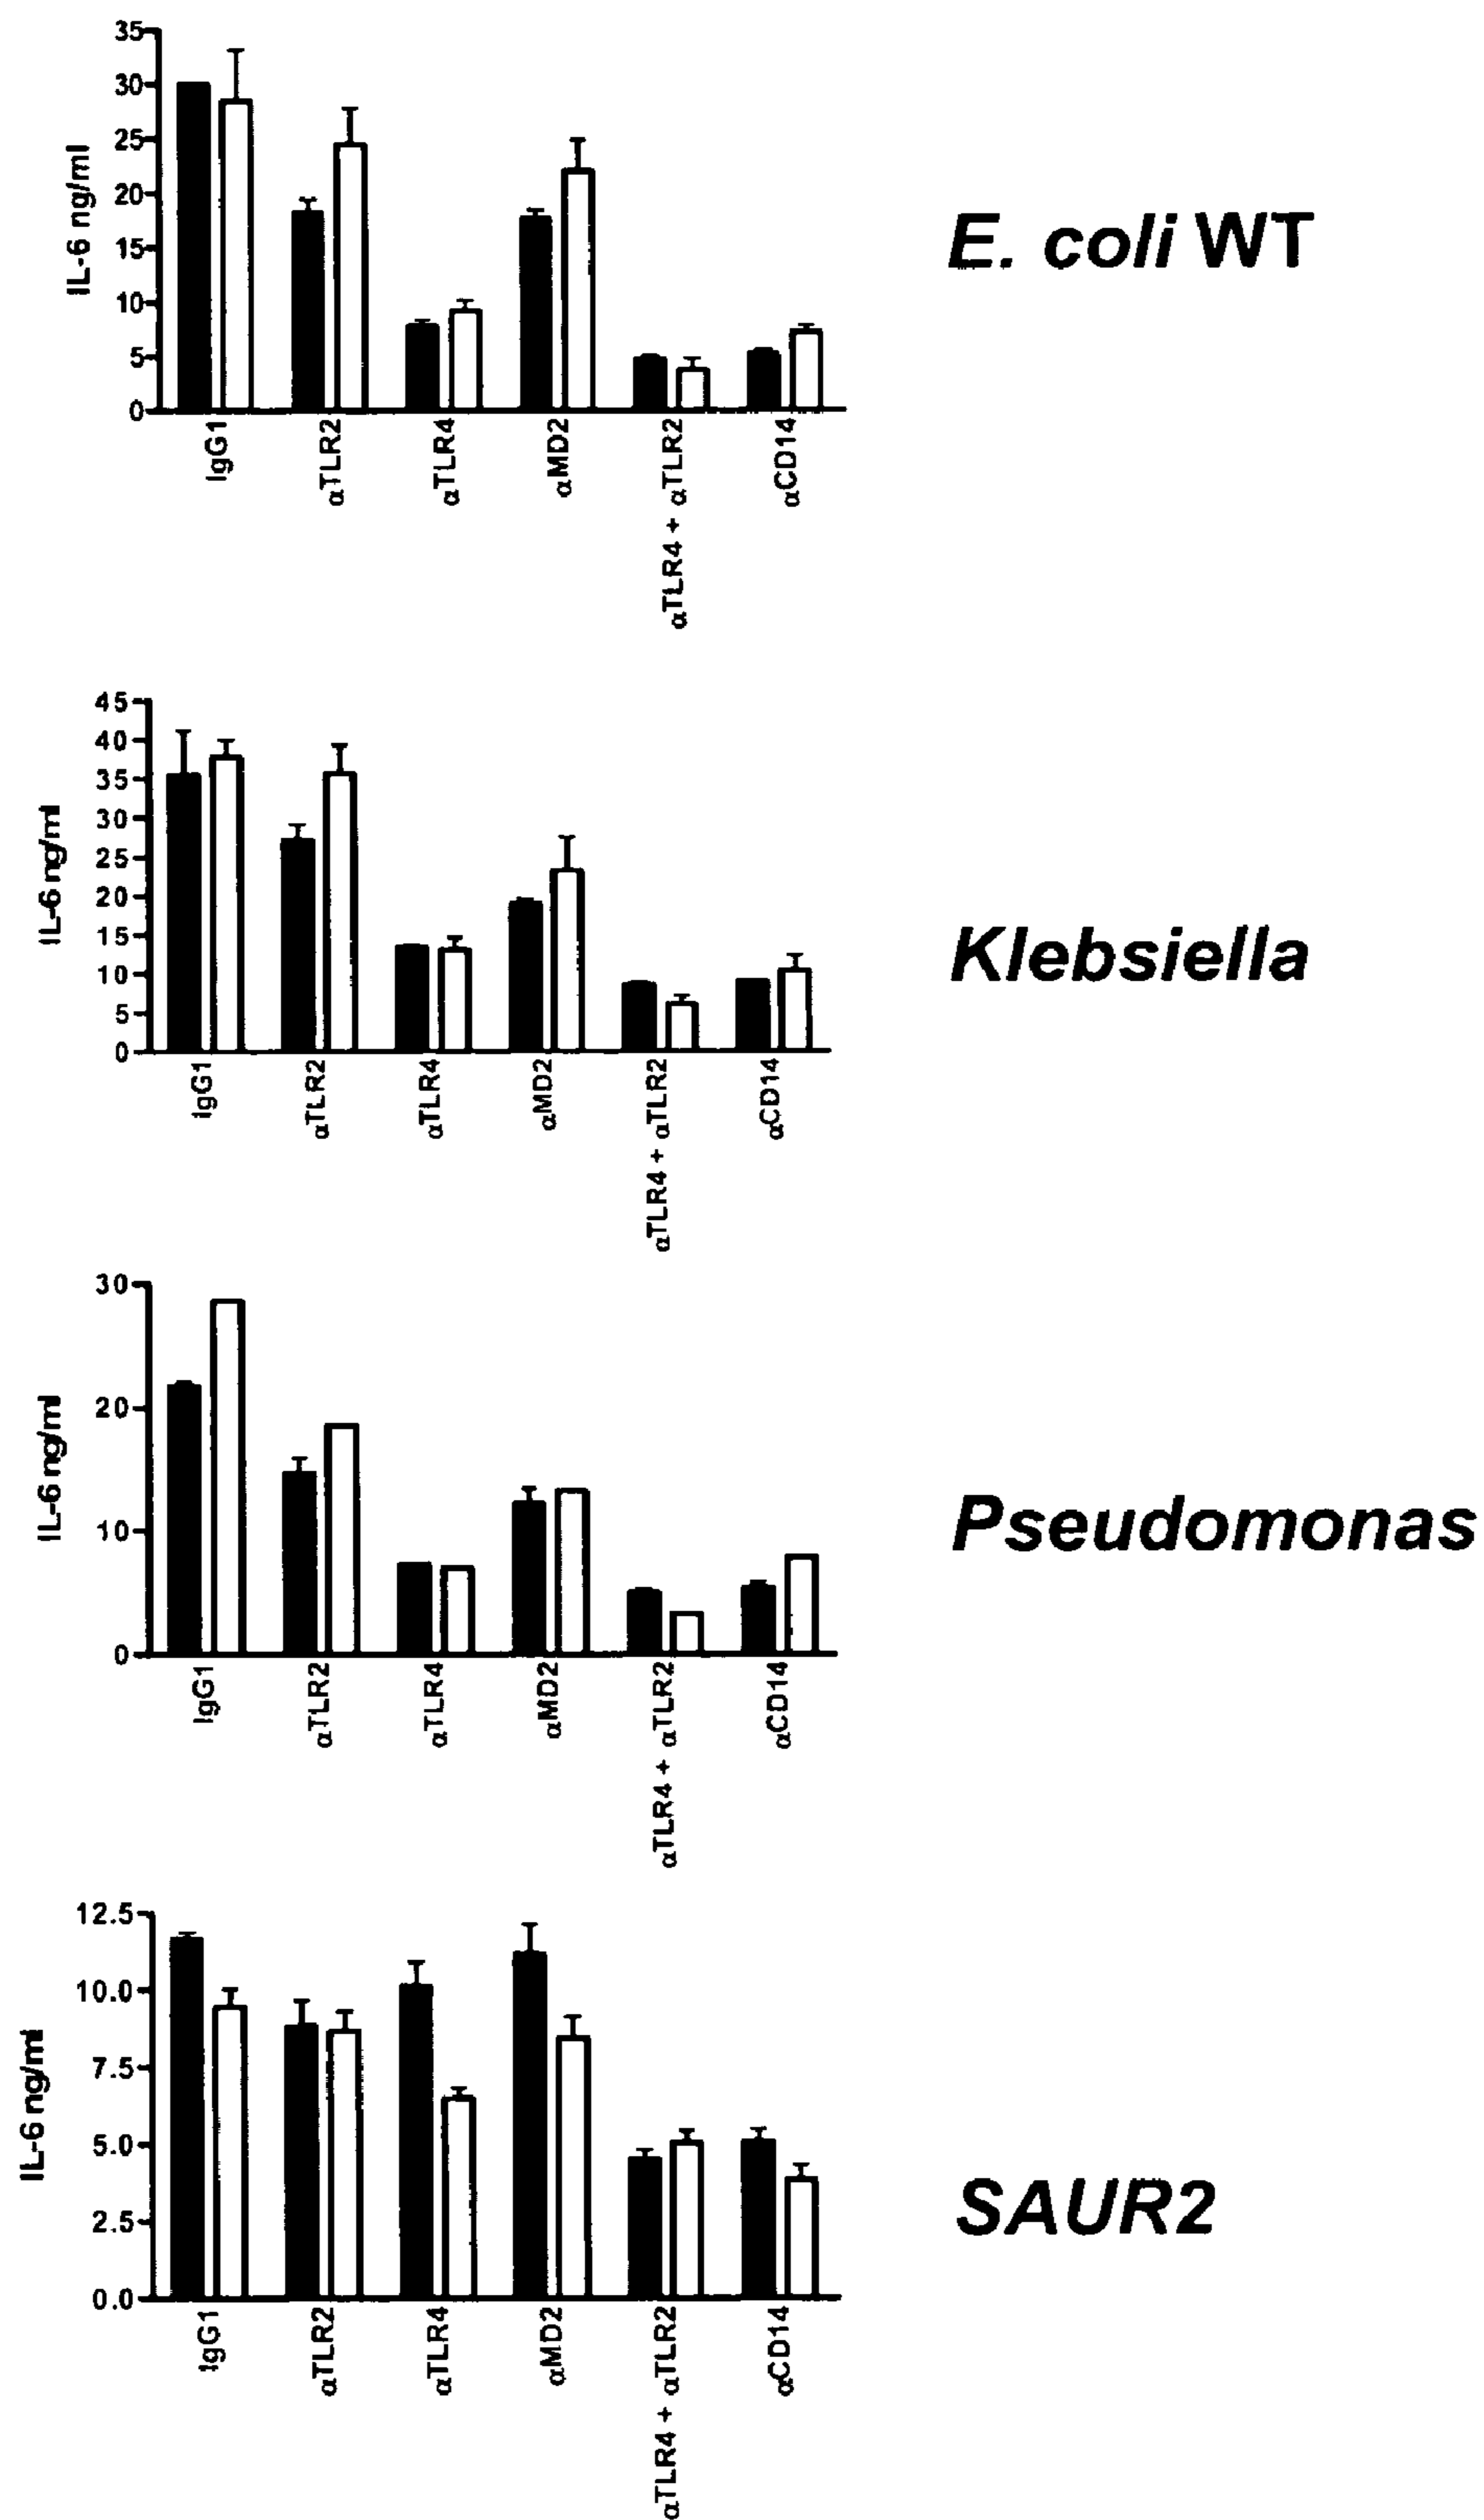 35
30
25
20
15
10
5
0
IL-6 ng/ml
IgG1
αTLR2
αTLR4
αMD2
αTLR4 + αTLR2
αCD14
E. coli WT
45
40
35
30
25
20
15
10
5
0
IL-6 ng/ml
IgG1
αTLR2
αTLR4
αMD2
αTLR4 + αTLR2
αCD14
Klebsiella
30
20
10
0
IL-6 ng/ml
IgG1
αTLR2
αTLR4
αMD2
αTLR4 + αTLR2
αCD14
Pseudomonas
12.5
10.0
7.5
5.0
2.5
0.0
IL-6 ng/ml
IgG1
αTLR2
αTLR4
αMD2
αTLR4 + αTLR2
αCD14
SAUR2